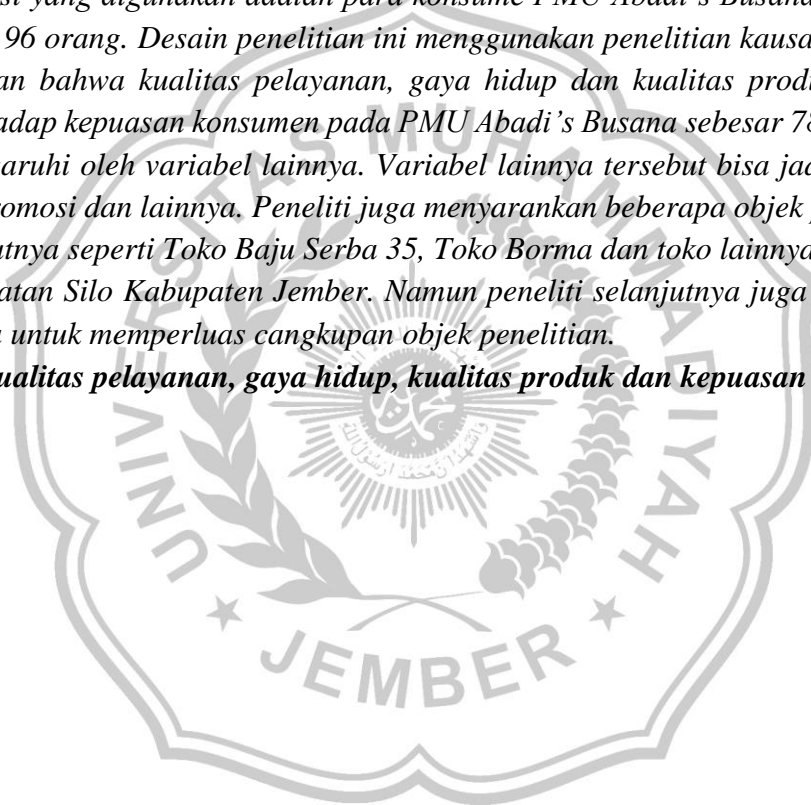 si yang digunakan adalah para konsume PMU Abadi's Busana
96 orang. Desain penelitian ini menggunakan penelitian kausa
an bahwa kualitas pelayanan, gaya hidup dan kualitas produ
adap kepuasan konsumen pada PMU Abadi's Busana sebesar 78
aruhi oleh variabel lainnya. Variabel lainnya tersebut bisa jad
omosi dan lainnya. Peneliti juga menyarankan beberapa objek p
utnya seperti Toko Baju Serba 35, Toko Borma dan toko lainnya
atan Silo Kabupaten Jember. Namun peneliti selanjutnya juga
untuk memperluas cangkupan objek penelitian.
ualitas pelayanan, gaya hidup, kualitas produk dan kepuasan
UNIVERSITAS MUHAMMADIYAH
JEMBER